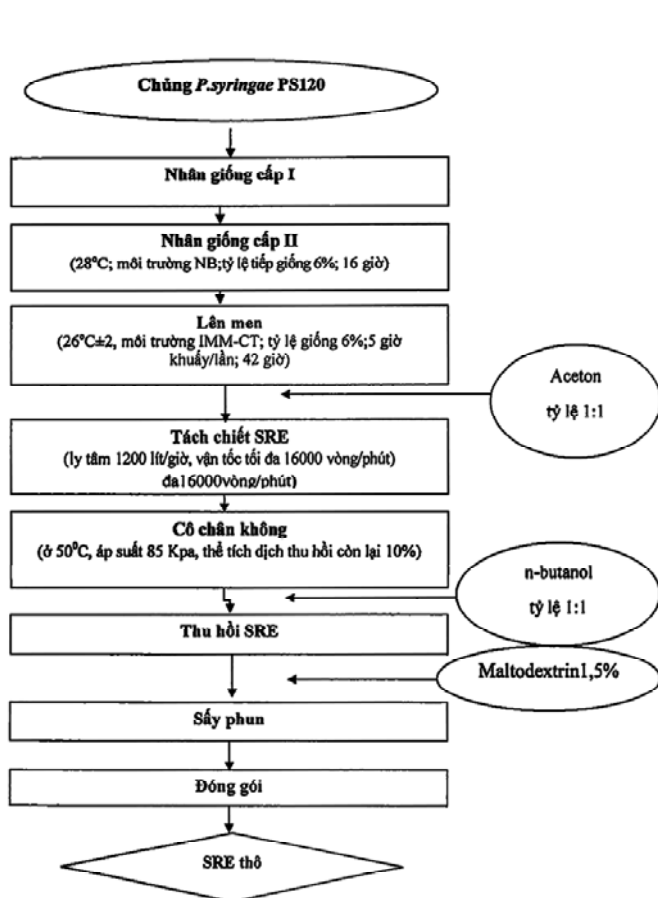 Chủng P.syringae PS120
Nhân giống cấp I
Nhân giống cấp II
(28°C; môi trường NB;tỷ lệ tiếp giống 6%; 16 giờ)
Lên men
(26°C±2, môi trường IMM-CT; tỷ lệ giống 6%;5 giờ
khuấy/lần; 42 giờ)
Aceton
tỷ lệ 1:1
Tách chiết SRE
(ly tâm 1200 lít/giờ, vận tốc tối đa 16000 vòng/phút)
đa16000vòng/phút)
Cô chân không
(ở 50⁰C, áp suất 85 Kpa, thể tích dịch thu hồi còn lại 10%)
n-butanol
tỷ lệ 1:1
Thu hồi SRE
Maltodextrin1,5%
Sấy phun
Đóng gói
SRE thô